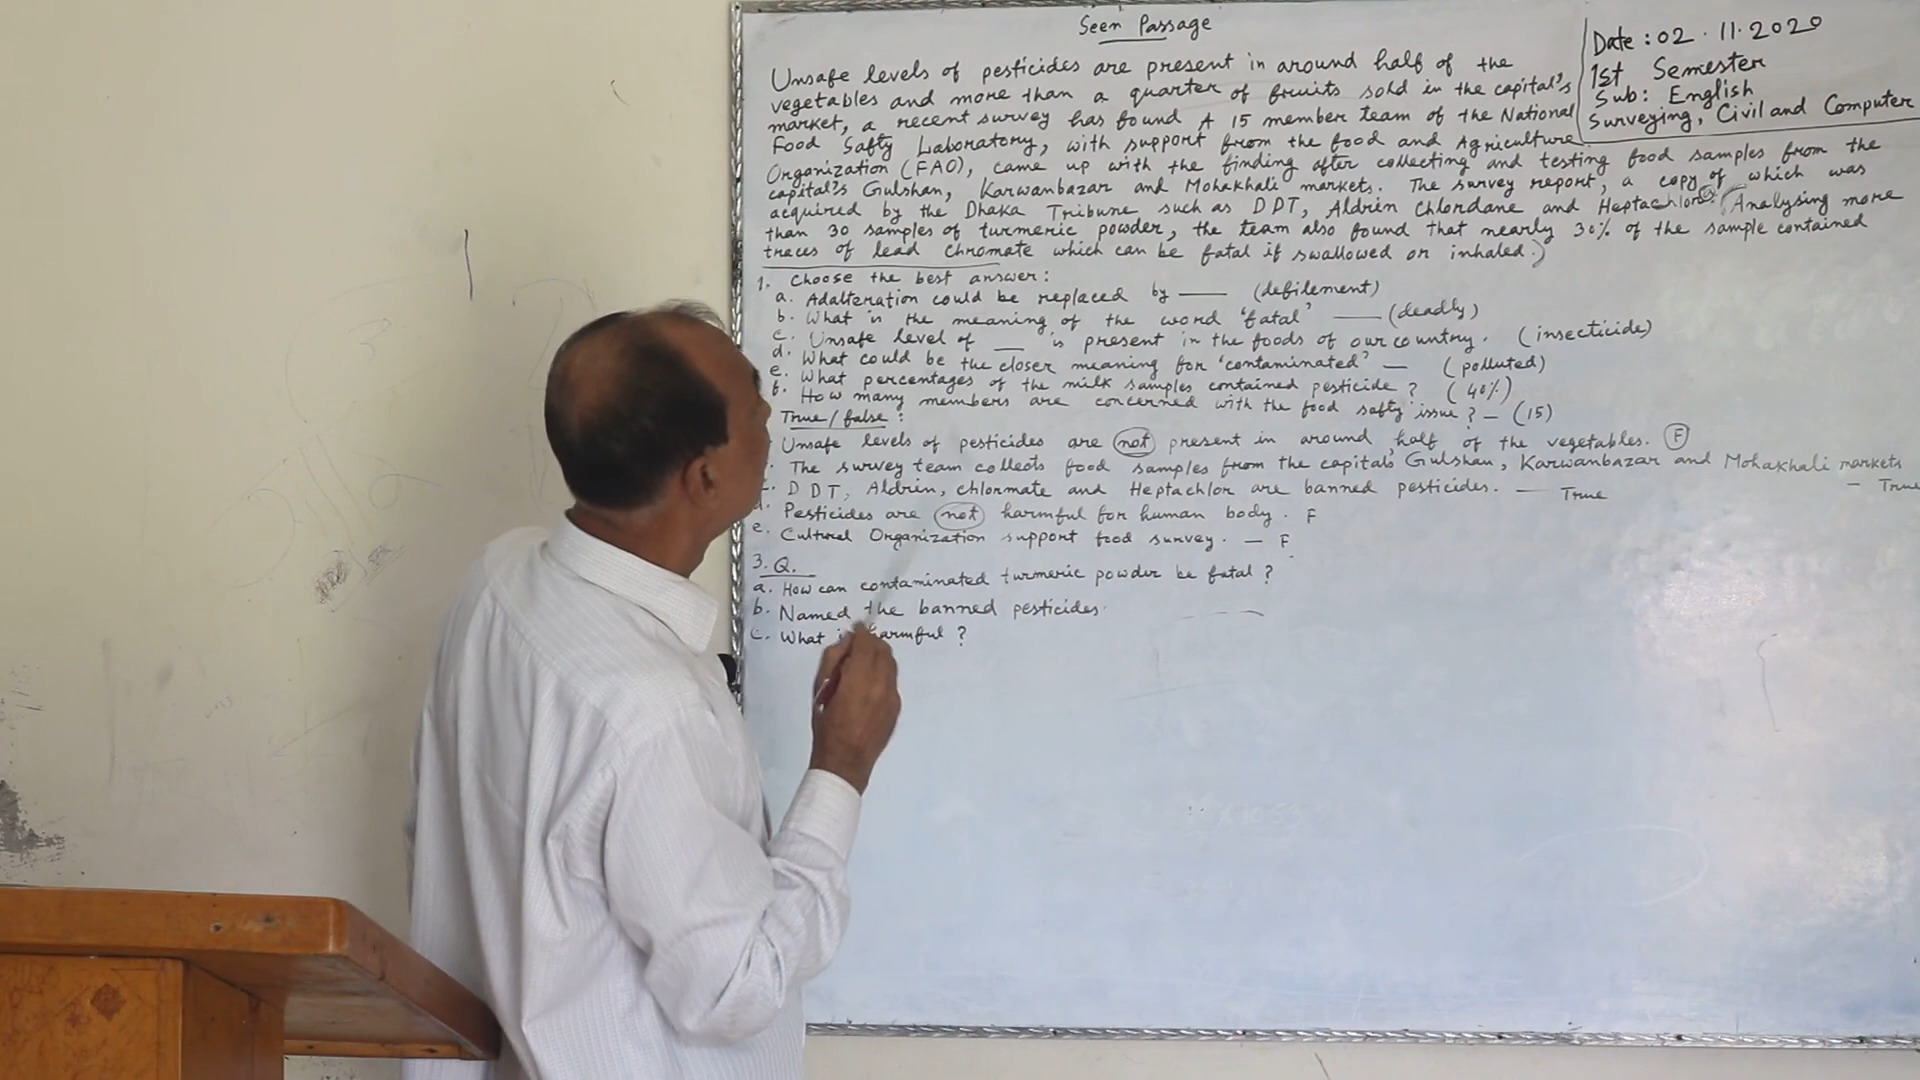 Seen Passage
Date : 02 . 11. 2020
1st Semester
Sub : English
Surveying, Civil and Computer
Unsafe levels of pesticides are present in around half of the
vegetables and more than a quarter of fruits sold in the capital's
market, a recent survey has found A 15 member team of the National
Food Safty Laboratory, with support from the food and Agriculture
Organization (FAO), came up with the finding after collecting and testing food samples from the
capital's Gulshan, Karwanbazar and Mohakhali markets. The survey report, a copy of which was
acquired by the Dhaka Tribune such as DDT, Aldrin Chlordane and Heptachlor. (Analysing more
than 30 samples of turmeric powder, the team also found that nearly 30% of the sample contained
traces of lead chromate which can be fatal if swallowed or inhaled.)
1. Choose the best answer :
a. Adalteration could be replaced by —— (defilement)
b. What is the meaning of the word 'fatal' —— (deadly)
c. Unsafe level of __ is present in the foods of our country. (insecticide)
d. What could be the closer meaning for 'contaminated' — (polluted)
e. What percentages of the milk samples contained pesticide ? (40%)
f. How many members are concerned with the food safty issue ? — (15)
True / false :
Unsafe levels of pesticides are not present in around half of the vegetables. F
The survey team collects food samples from the capital's Gulshan, Karwanbazar and Mohakhali markets
— True
DDT, Aldrin, chlormate and Heptachlor are banned pesticides. — True
d. Pesticides are not harmful for human body . F
e. Cultural Organization support food survey. — F
3. Q.
a. How can contaminated turmeric powder be fatal ?
b. Named the banned pesticides.
c. What harmful ?